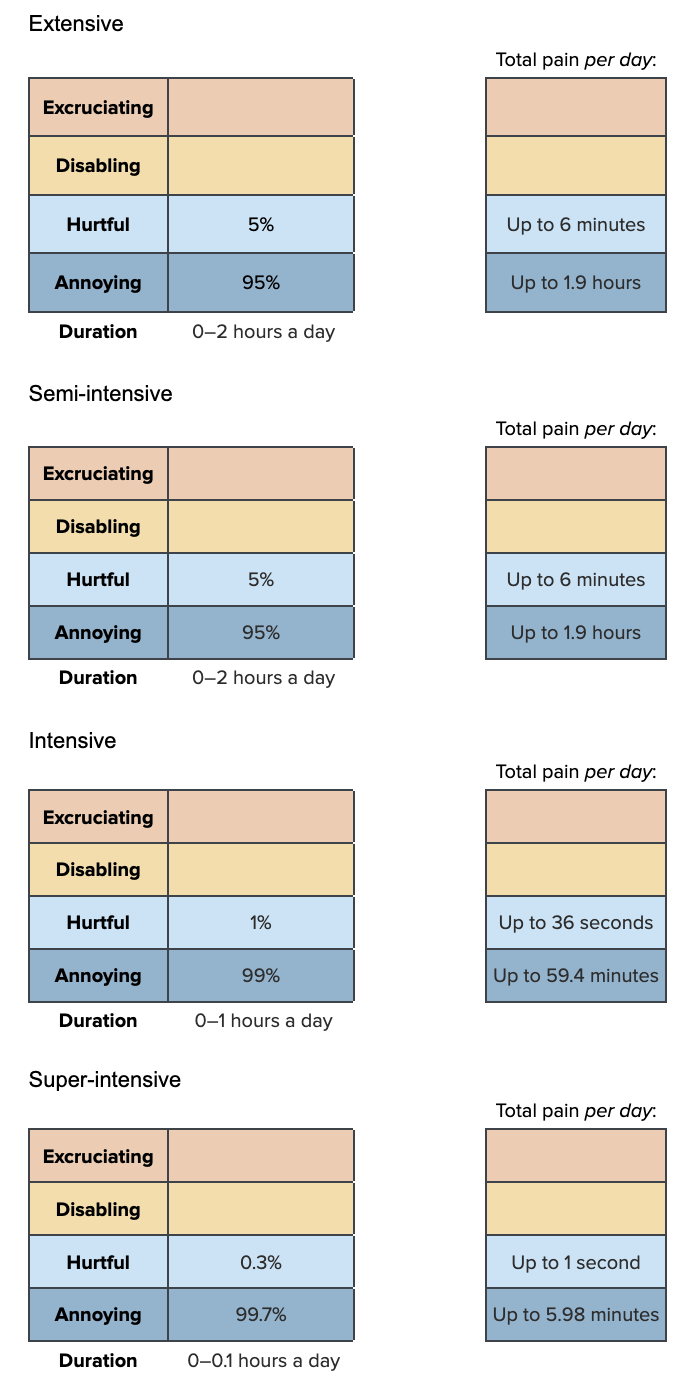 Extensive
Total pain per day:
Excruciating
Disabling
Hurtful 5% Up to 6 minutes
Annoying 95% Up to 1.9 hours
Duration 0–2 hours a day
Semi-intensive
Total pain per day:
Excruciating
Disabling
Hurtful 5% Up to 6 minutes
Annoying 95% Up to 1.9 hours
Duration 0–2 hours a day
Intensive
Total pain per day:
Excruciating
Disabling
Hurtful 1% Up to 36 seconds
Annoying 99% Up to 59.4 minutes
Duration 0–1 hours a day
Super-intensive
Total pain per day:
Excruciating
Disabling
Hurtful 0.3% Up to 1 second
Annoying 99.7% Up to 5.98 minutes
Duration 0–0.1 hours a day